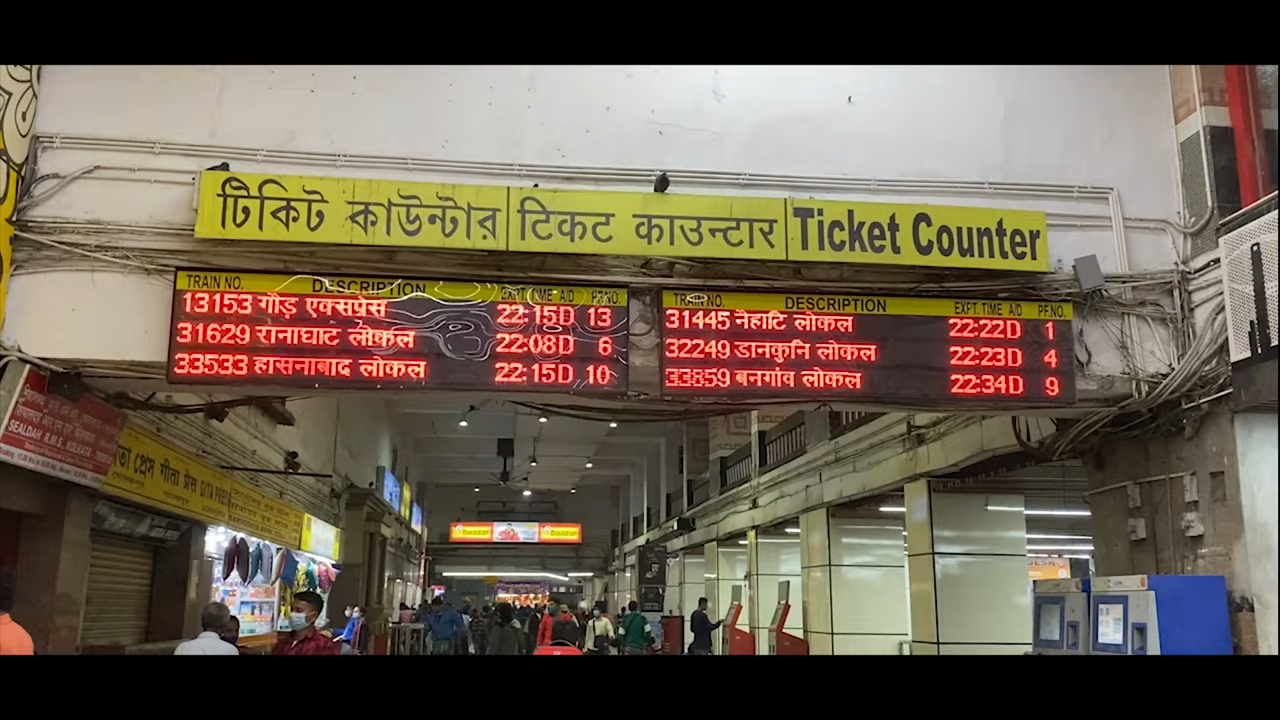 টিকিট কাউন্টার
टिकट काउन्टार
Ticket Counter
TRAIN NO. DESCRIPTION EXPT.TIME A/D PF.NO.
13153 गौड़ एक्सप्रेस 22:15D 13
31629 रानाघाट लोकल 22:08D 6
33533 हासनाबाद लोकल 22:15D 10
TRAIN NO. DESCRIPTION EXPT.TIME A/D PF.NO.
31445 नैहाटि लोकल 22:22D 1
32249 डानकुनि लोकल 22:23D 4
33859 बनगांव लोकल 22:34D 9
SEALDAH R.M.S. KOLKATA
প্রেস गीता प्रेस GITA PRESS